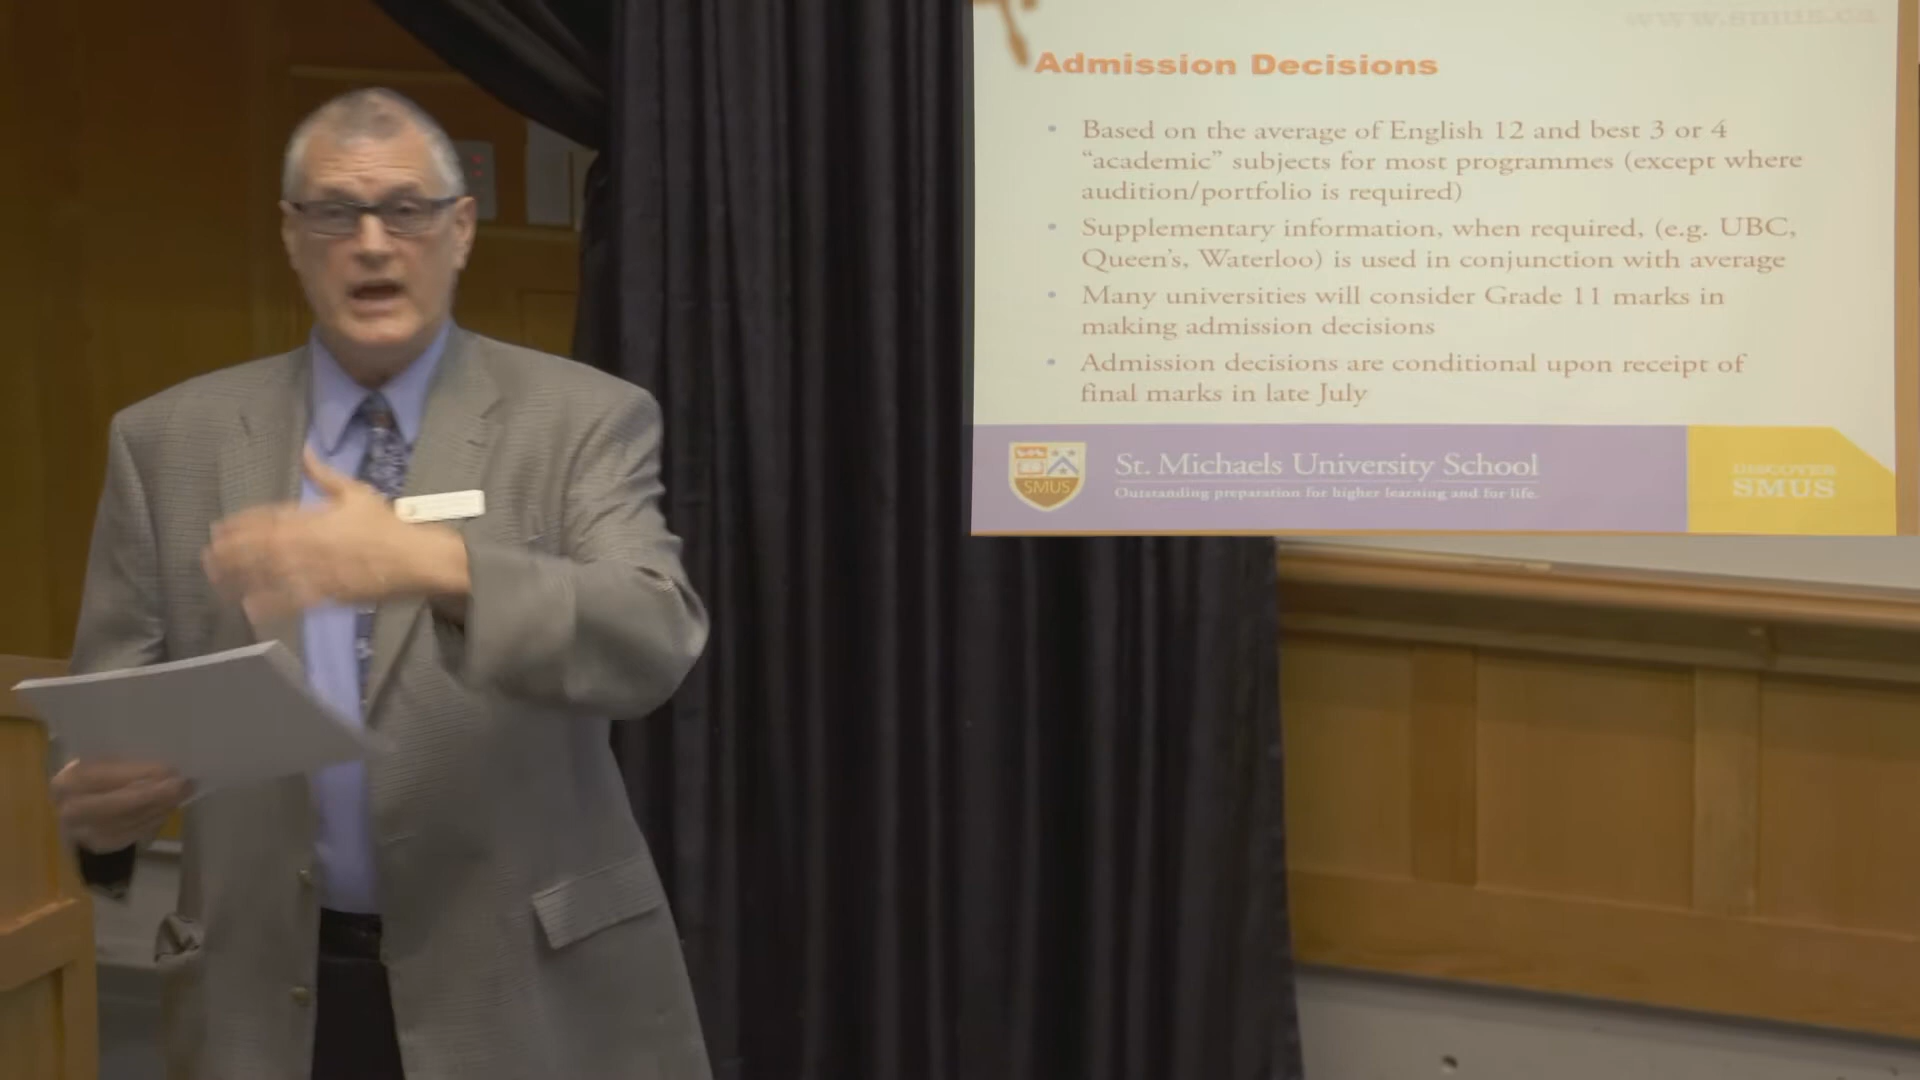 www.smus.ca
Admission Decisions
• Based on the average of English 12 and best 3 or 4
“academic” subjects for most programmes (except where
audition/portfolio is required)
• Supplementary information, when required, (e.g. UBC,
Queen's, Waterloo) is used in conjunction with average
• Many universities will consider Grade 11 marks in
making admission decisions
• Admission decisions are conditional upon receipt of
final marks in late July
SMUS
St. Michaels University School
Outstanding preparation for higher learning and for life.
DISCOVER
SMUS